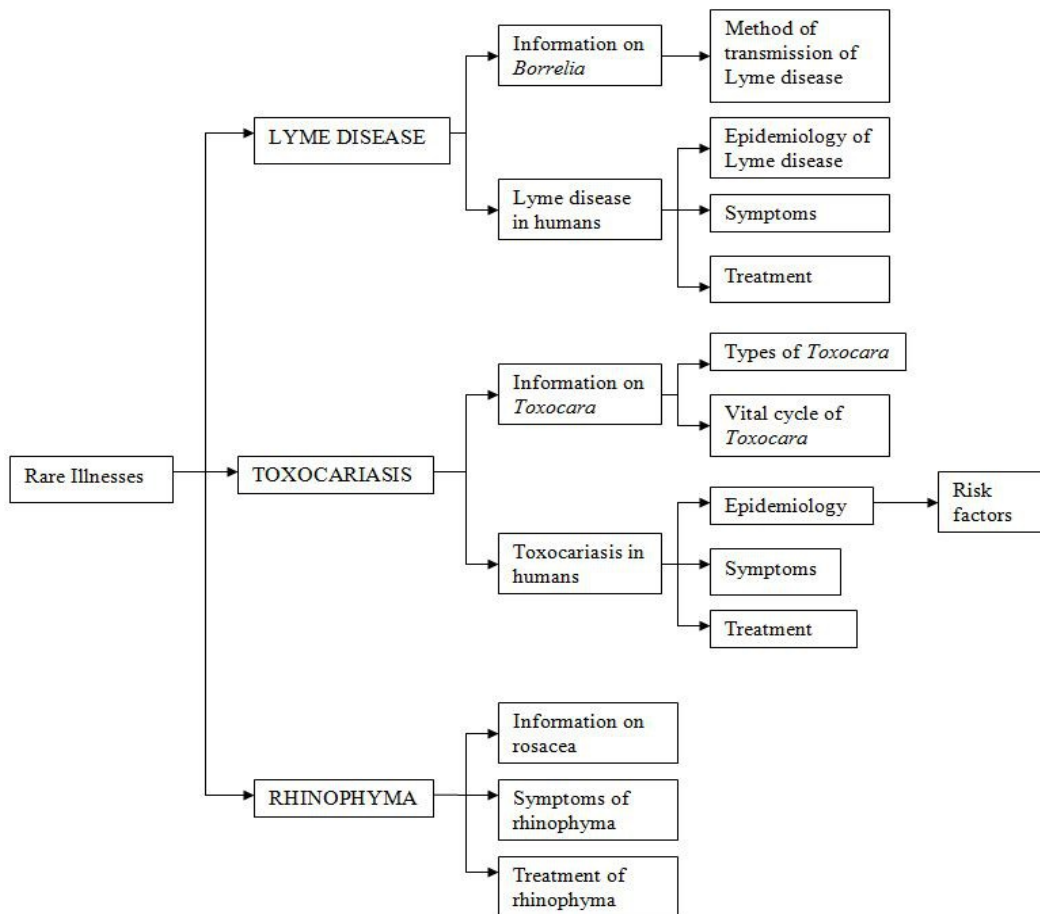 Rare Illnesses
LYME DISEASE
Information on
Borrelia
Method of
transmission of
Lyme disease
Lyme disease
in humans
Epidemiology of
Lyme disease
Symptoms
Treatment
TOXOCARIASIS
Information on
Toxocara
Types of Toxocara
Vital cycle of
Toxocara
Toxocariasis in
humans
Epidemiology
Risk
factors
Symptoms
Treatment
RHINOPHYMA
Information on
rosacea
Symptoms of
rhinophyma
Treatment of
rhinophyma